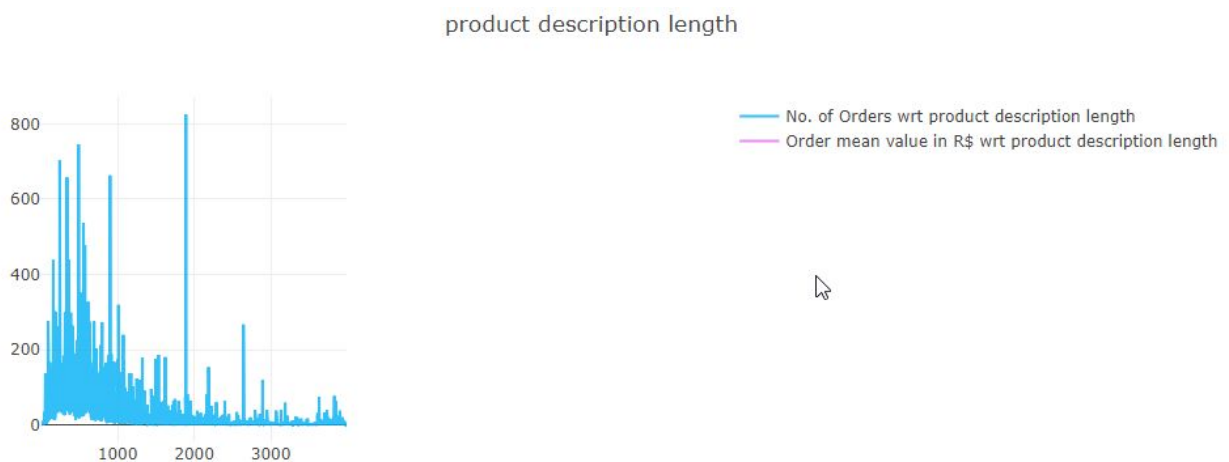 product description length
No. of Orders wrt product description length
Order mean value in R$ wrt product description length
800
600
400
200
0
1000 2000 3000